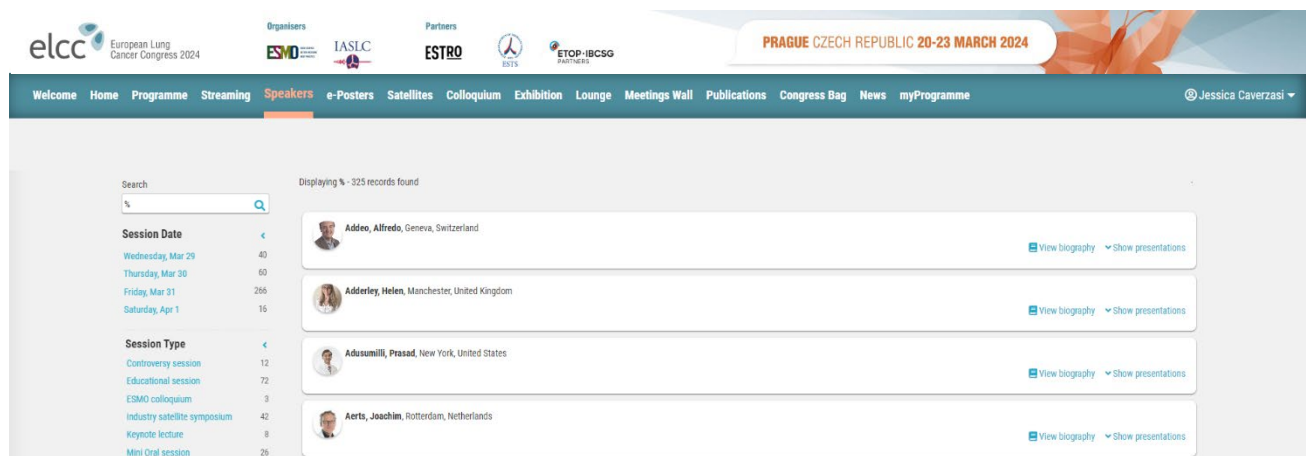 elcc
European Lung
Cancer Congress 2024
Organisers
ESMO
IASLC
Partners
ESTRO
ESTS
ETOP·IBCSG
PARTNERS
PRAGUE CZECH REPUBLIC 20-23 MARCH 2024
Welcome Home Programme Streaming Speakers e-Posters Satellites Colloquium Exhibition Lounge Meetings Wall Publications Congress Bag News myProgramme Jessica Caverzasi
Search
%
Displaying % - 325 records found
Session Date
Wednesday, Mar 29 40
Thursday, Mar 30 60
Friday, Mar 31 266
Saturday, Apr 1 16
Session Type
Controversy session 12
Educational session 72
ESMO colloquium 3
Industry satellite symposium 42
Keynote lecture 8
Mini Oral session 26
Addeo, Alfredo, Geneva, Switzerland
View biography Show presentations
Adderley, Helen, Manchester, United Kingdom
View biography Show presentations
Adusumilli, Prasad, New York, United States
View biography Show presentations
Aerts, Joachim, Rotterdam, Netherlands
View biography Show presentations